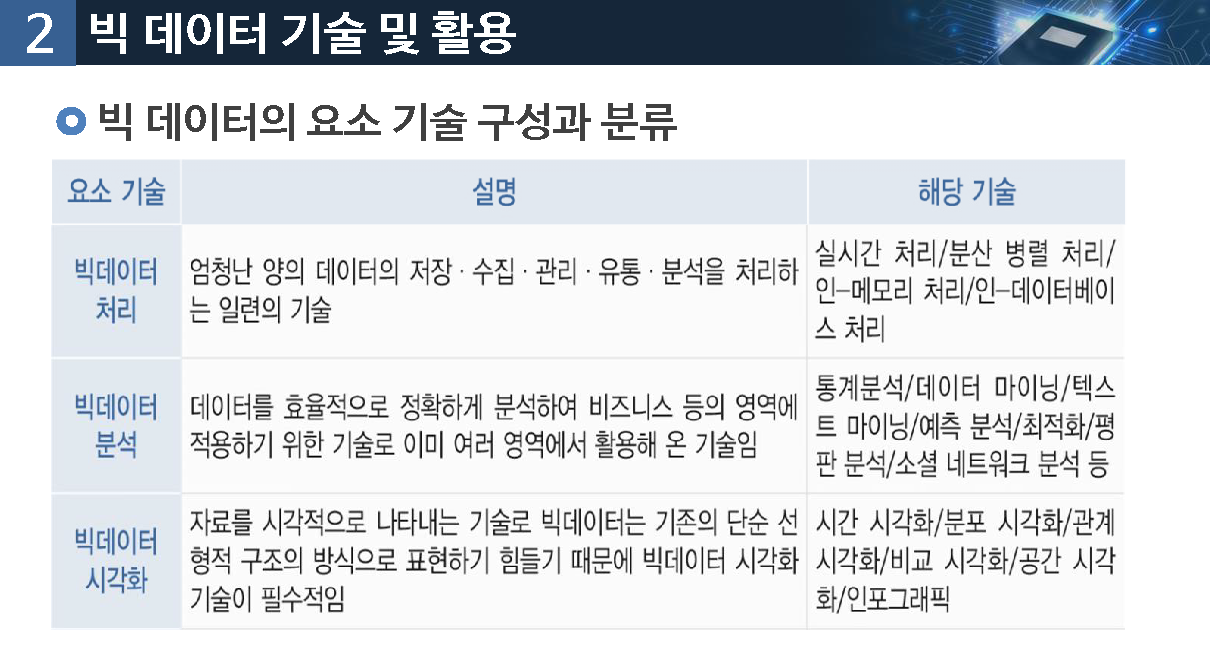 2 빅 데이터 기술 및 활용
빅 데이터의 요소 기술 구성과 분류
요소 기술 설명 해당 기술
빅데이터
처리
엄청난 양의 데이터의 저장·수집·관리·유통·분석을 처리하
는 일련의 기술
실시간 처리/분산 병렬 처리/
인-메모리 처리/인-데이터베이
스 처리
빅데이터
분석
데이터를 효율적으로 정확하게 분석하여 비즈니스 등의 영역에
적용하기 위한 기술로 이미 여러 영역에서 활용해 온 기술임
통계분석/데이터 마이닝/텍스
트 마이닝/예측 분석/최적화/평
판 분석/소셜 네트워크 분석 등
빅데이터
시각화
자료를 시각적으로 나타내는 기술로 빅데이터는 기존의 단순 선
형적 구조의 방식으로 표현하기 힘들기 때문에 빅데이터 시각화
기술이 필수적임
시간 시각화/분포 시각화/관계
시각화/비교 시각화/공간 시각
화/인포그래픽